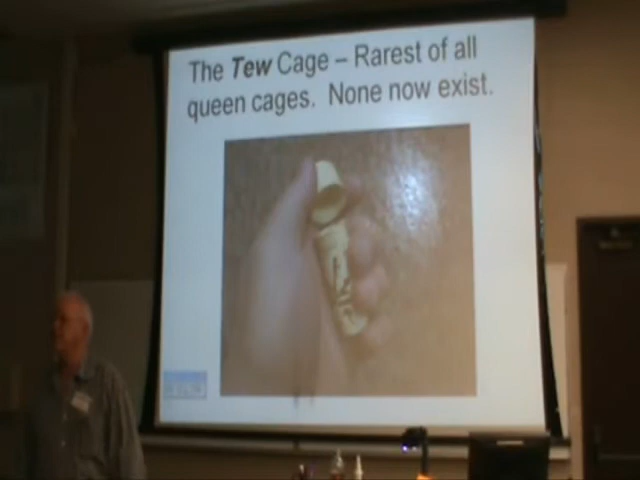 The Tew Cage – Rarest of all
queen cages. None now exist.